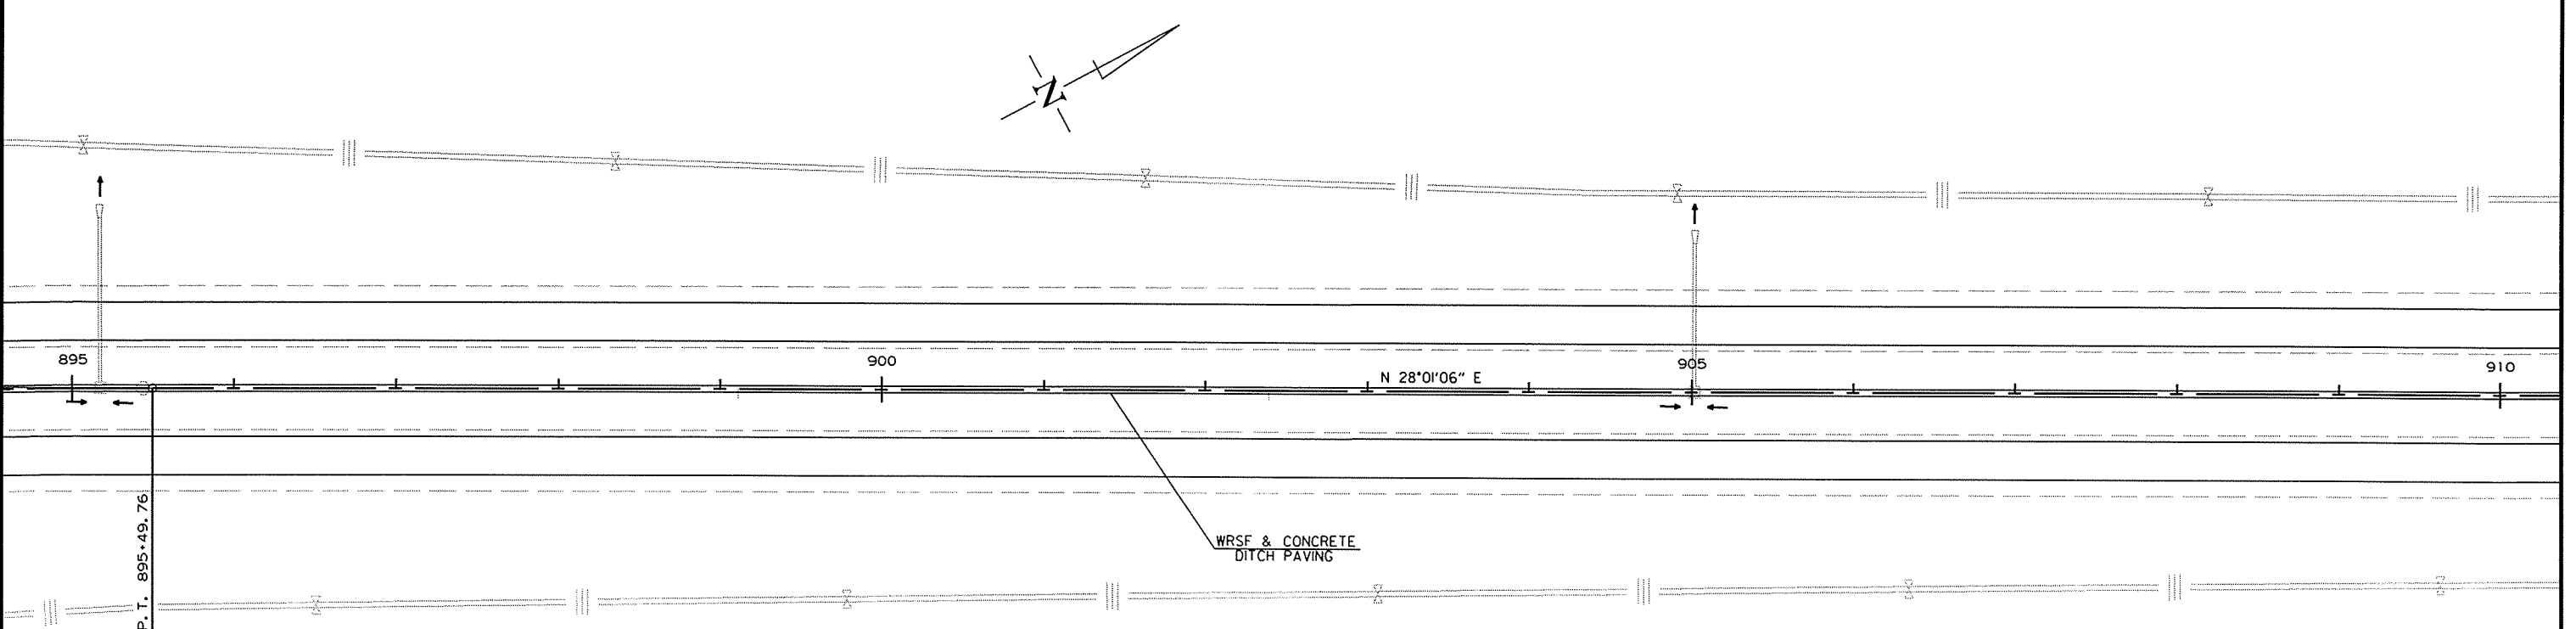 N
895
900
905
910
N 28°01'06" E
P.T. 895+49.76
WRSF & CONCRETE
DITCH PAVING